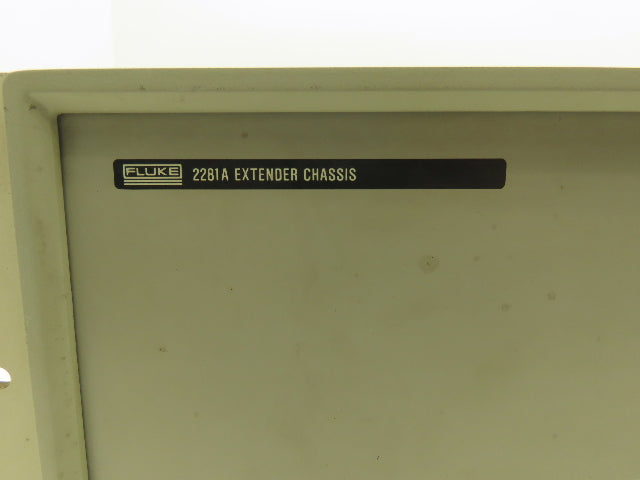 FLUKE 2281A EXTENDER CHASSIS